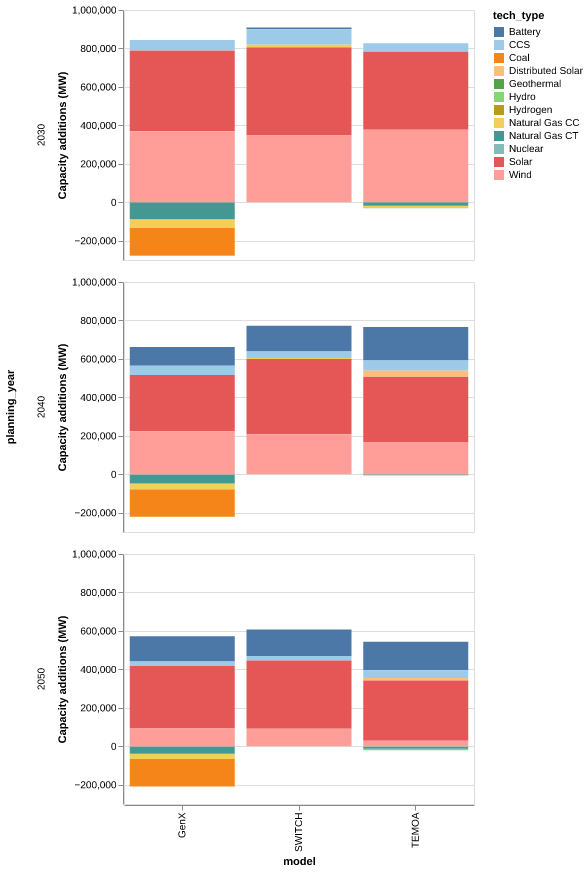 tech_type
Battery
CCS
Coal
Distributed Solar
Geothermal
Hydro
Hydrogen
Natural Gas CC
Natural Gas CT
Nuclear
Solar
Wind
planning_year
2030
Capacity additions (MW)
1,000,000
800,000
600,000
400,000
200,000
0
−200,000
2040
Capacity additions (MW)
1,000,000
800,000
600,000
400,000
200,000
0
−200,000
2050
Capacity additions (MW)
1,000,000
800,000
600,000
400,000
200,000
0
−200,000
GenX
SWITCH
TEMOA
model